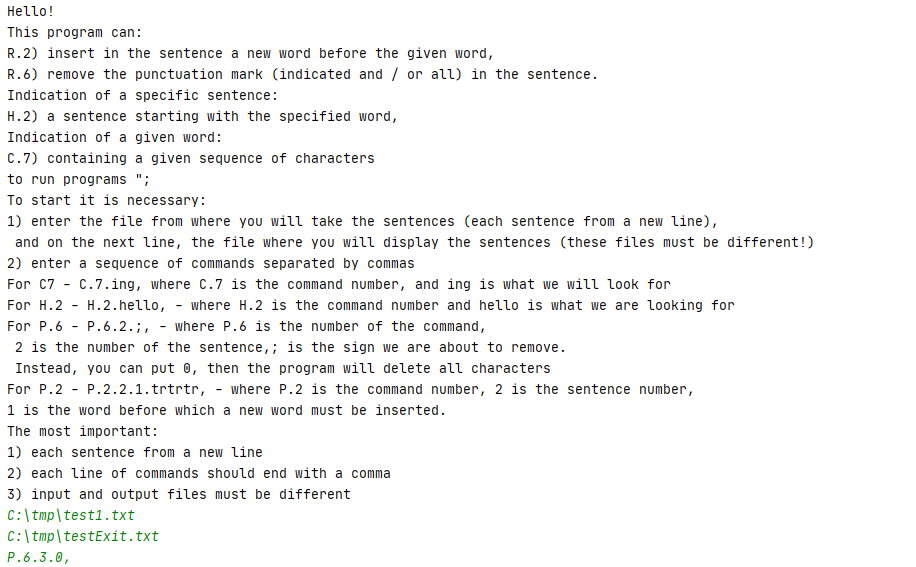 Hello!
This program can:
R.2) insert in the sentence a new word before the given word,
R.6) remove the punctuation mark (indicated and / or all) in the sentence.
Indication of a specific sentence:
H.2) a sentence starting with the specified word,
Indication of a given word:
C.7) containing a given sequence of characters
to run programs ";
To start it is necessary:
1) enter the file from where you will take the sentences (each sentence from a new line),
 and on the next line, the file where you will display the sentences (these files must be different!)
2) enter a sequence of commands separated by commas
For C7 - C.7.ing, where C.7 is the command number, and ing is what we will look for
For H.2 - H.2.hello, - where H.2 is the command number and hello is what we are looking for
For P.6 - P.6.2.;, - where P.6 is the number of the command,
 2 is the number of the sentence,; is the sign we are about to remove.
 Instead, you can put 0, then the program will delete all characters
For P.2 - P.2.2.1.trtrtr, - where P.2 is the command number, 2 is the sentence number,
1 is the word before which a new word must be inserted.
The most important:
1) each sentence from a new line
2) each line of commands should end with a comma
3) input and output files must be different
C:\tmp\test1.txt
C:\tmp\testExit.txt
P.6.3.0,